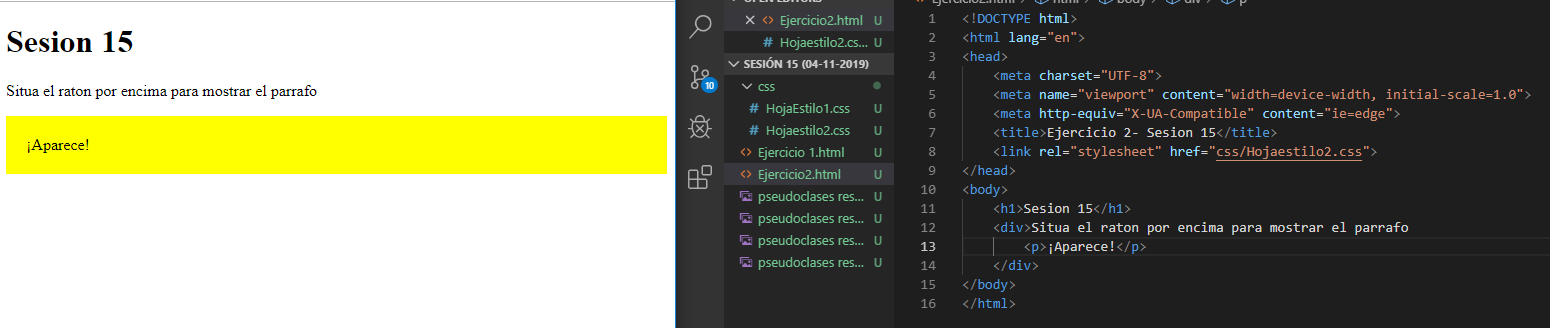 Sesion 15
Situa el raton por encima para mostrar el parrafo
¡Aparece!
OPEN EDITORS
Ejercicio2.html U
Hojaestilo2.cs... U
SESIÓN 15 (04-11-2019)
css
HojaEstilo1.css U
Hojaestilo2.css U
Ejercicio 1.html U
Ejercicio2.html U
pseudoclases res... U
pseudoclases res... U
pseudoclases res... U
pseudoclases res... U
10
Ejercicio2.html > html > body > div > p
1 <!DOCTYPE html>
2 <html lang="en">
3 <head>
4 <meta charset="UTF-8">
5 <meta name="viewport" content="width=device-width, initial-scale=1.0">
6 <meta http-equiv="X-UA-Compatible" content="ie=edge">
7 <title>Ejercicio 2- Sesion 15</title>
8 <link rel="stylesheet" href="css/Hojaestilo2.css">
9 </head>
10 <body>
11 <h1>Sesion 15</h1>
12 <div>Situa el raton por encima para mostrar el parrafo
13 <p>¡Aparece!</p>
14 </div>
15 </body>
16 </html>